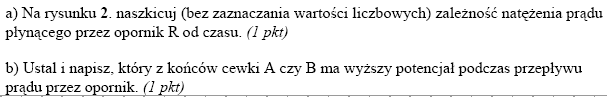 a) Na rysunku 2. naszkicuj (bez zaznaczania wartości liczbowych) zależność natężenia prądu
płynącego przez opornik R od czasu. (1 pkt)
b) Ustal i napisz, który z końców cewki A czy B ma wyższy potencjał podczas przepływu
prądu przez opornik. (1 pkt)